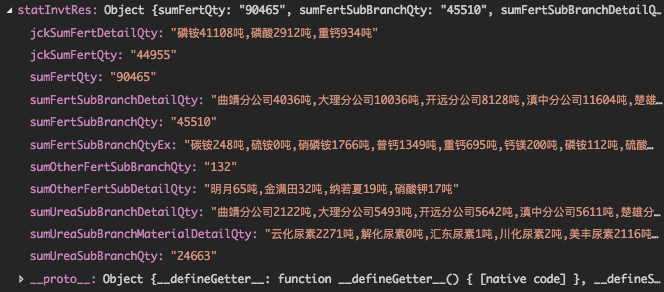 statInvtRes: Object {sumFertQty: "90465", sumFertSubBranchQty: "45510", sumFertSubBranchDetailQ…
jckSumFertDetailQty: "磷铵41108吨,磷酸2912吨,重钙934吨"
jckSumFertQty: "44955"
sumFertQty: "90465"
sumFertSubBranchDetailQty: "曲靖分公司4036吨,大理分公司10036吨,开远分公司8128吨,滇中分公司11604吨,楚雄…
sumFertSubBranchQty: "45510"
sumFertSubBranchQtyEx: "碳铵248吨,硫铵0吨,硝磷铵1766吨,普钙1349吨,重钙695吨,钙镁200吨,磷铵112吨,硫酸…
sumOtherFertSubBranchQty: "132"
sumOtherFertSubDetailQty: "明月65吨,金满田32吨,纳若夏19吨,硝酸钾17吨"
sumUreaSubBranchDetailQty: "曲靖分公司2122吨,大理分公司5493吨,开远分公司5642吨,滇中分公司5611吨,楚雄分…
sumUreaSubBranchMaterialDetailQty: "云化尿素2271吨,解化尿素0吨,汇东尿素1吨,川化尿素2吨,美丰尿素2116吨…
sumUreaSubBranchQty: "24663"
__proto__: Object {__defineGetter__: function __defineGetter__() { [native code] }, __defineS…